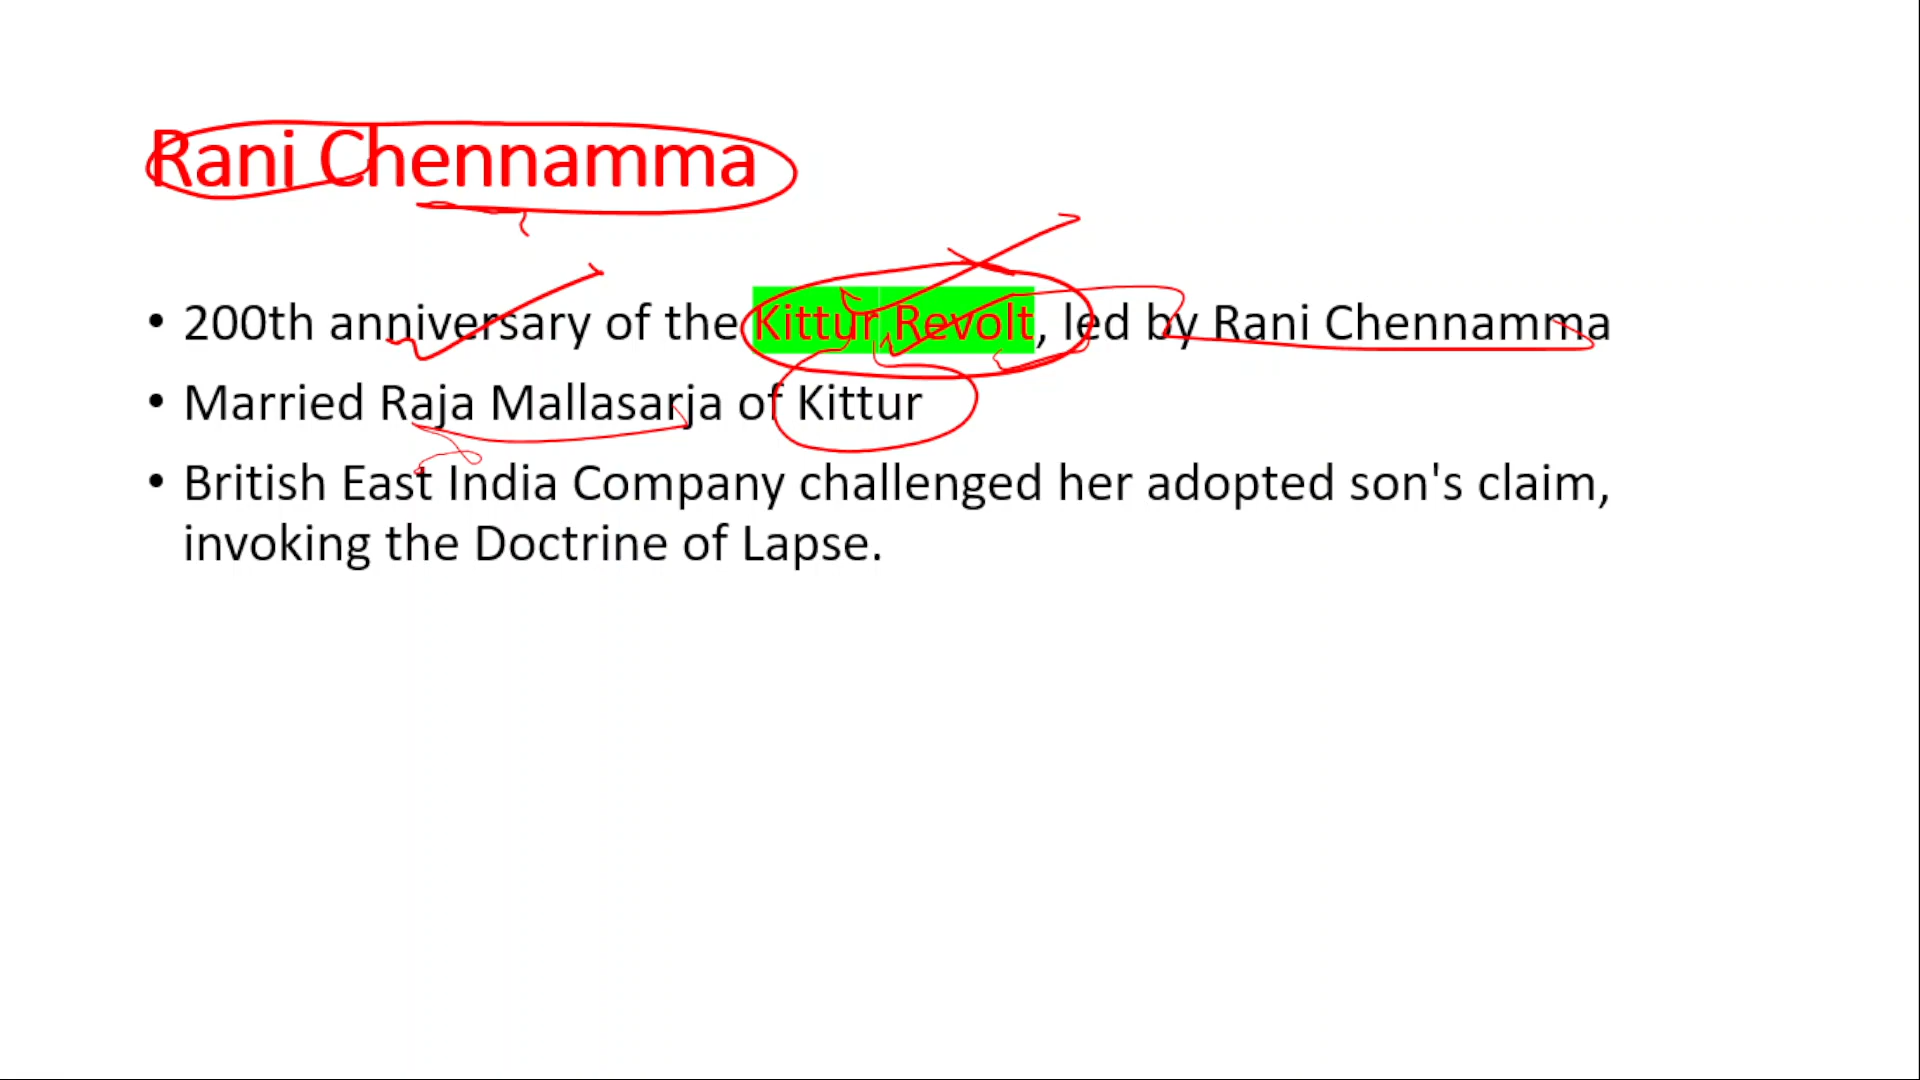 Rani Chennamma
• 200th anniversary of the Kittur Revolt, led by Rani Chennamma
• Married Raja Mallasarja of Kittur
• British East India Company challenged her adopted son's claim,
invoking the Doctrine of Lapse.